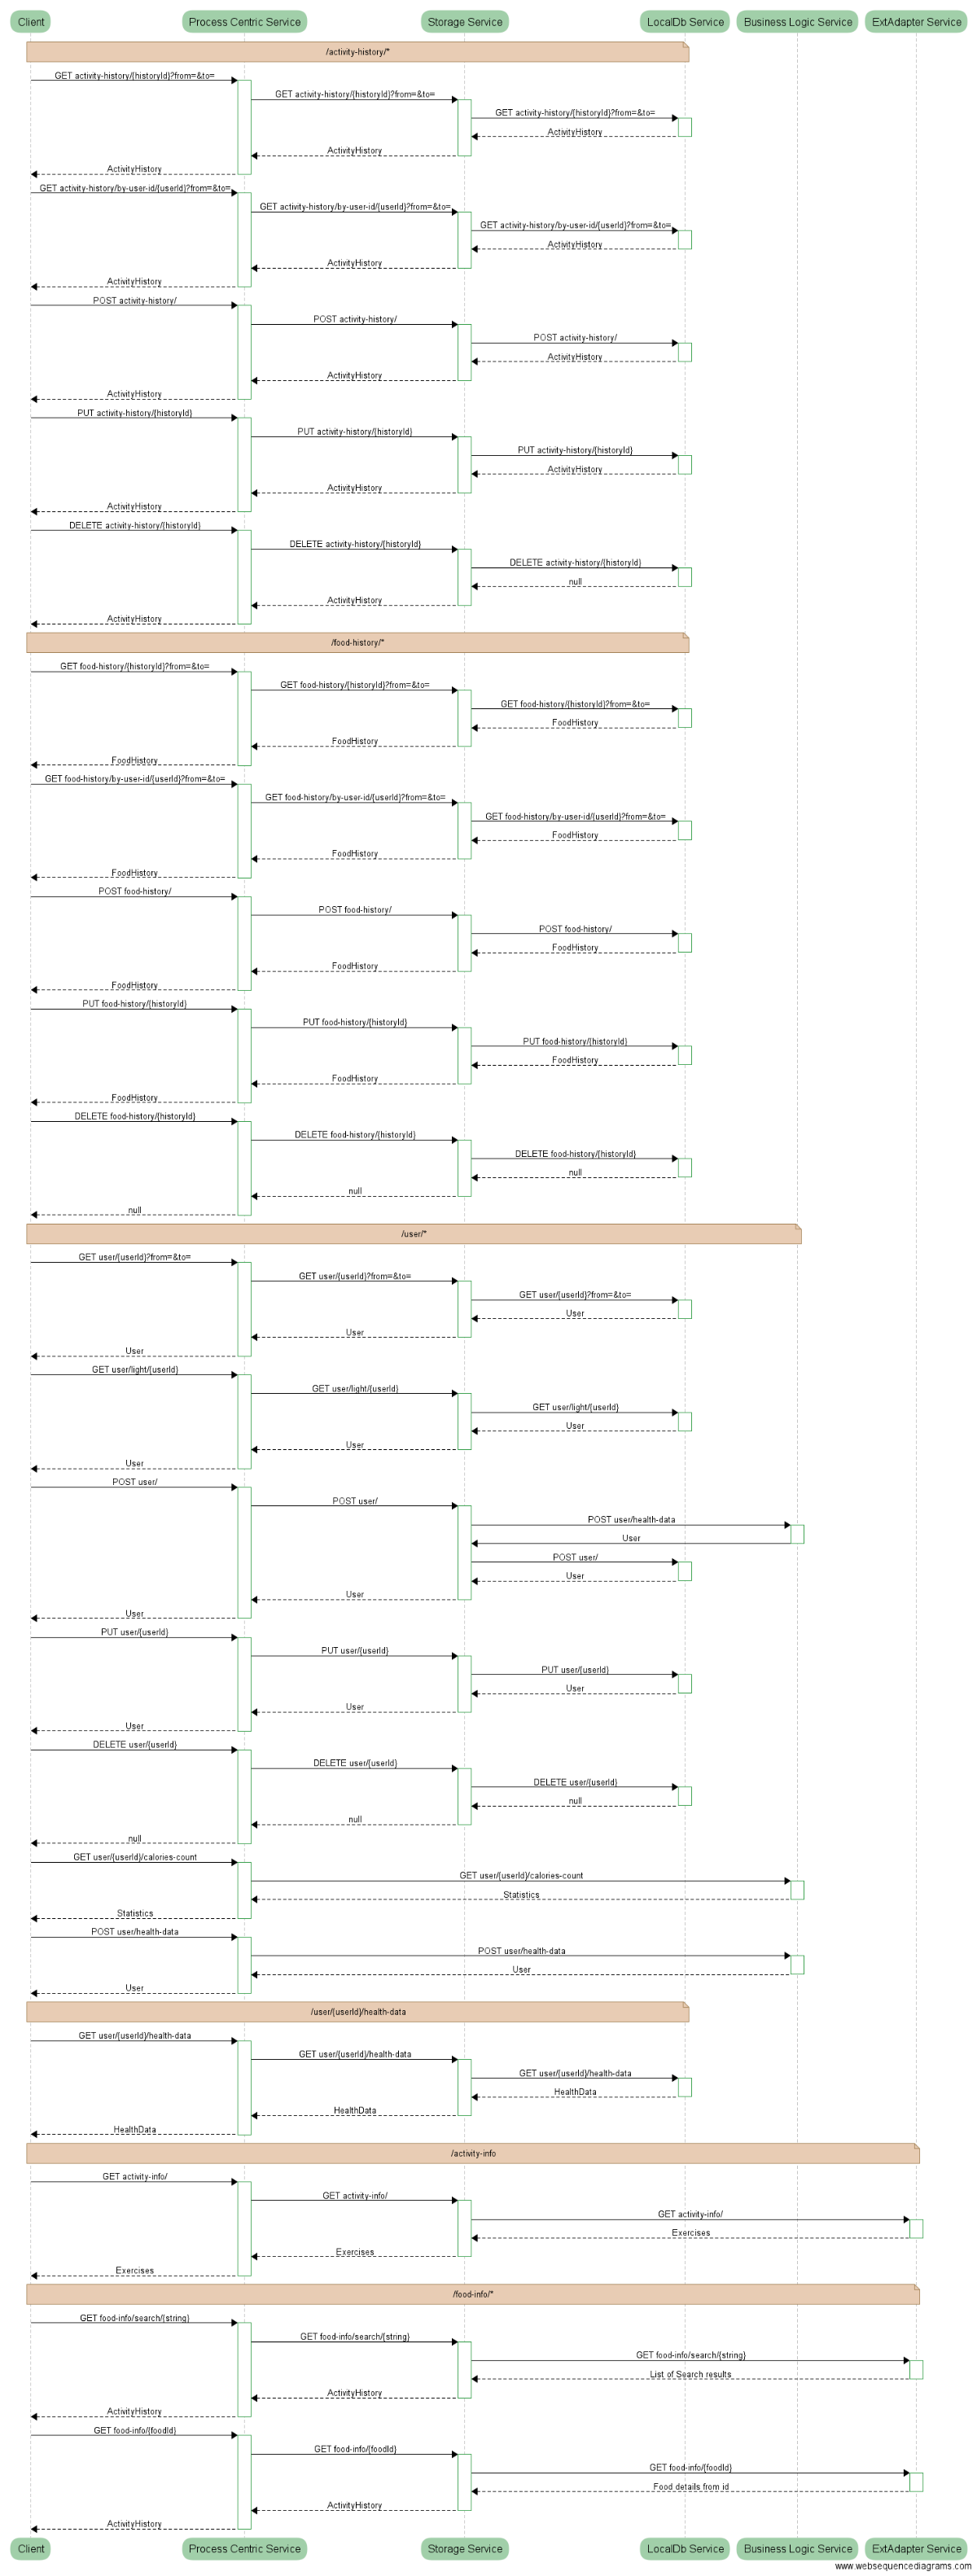 Client
Process Centric Service
Storage Service
LocalDb Service
Business Logic Service
ExtAdapter Service
/activity-history/*
GET activity-history/{historyId}?from=&to=
GET activity-history/{historyId}?from=&to=
GET activity-history/{historyId}?from=&to=
ActivityHistory
ActivityHistory
ActivityHistory
GET activity-history/by-user-id/{userId}?from=&to=
GET activity-history/by-user-id/{userId}?from=&to=
GET activity-history/by-user-id/{userId}?from=&to=
ActivityHistory
ActivityHistory
ActivityHistory
POST activity-history/
POST activity-history/
POST activity-history/
ActivityHistory
ActivityHistory
ActivityHistory
PUT activity-history/{historyId}
PUT activity-history/{historyId}
PUT activity-history/{historyId}
ActivityHistory
ActivityHistory
ActivityHistory
DELETE activity-history/{historyId}
DELETE activity-history/{historyId}
DELETE activity-history/{historyId}
null
ActivityHistory
ActivityHistory
/food-history/*
GET food-history/{historyId}?from=&to=
GET food-history/{historyId}?from=&to=
GET food-history/{historyId}?from=&to=
FoodHistory
FoodHistory
FoodHistory
GET food-history/by-user-id/{userId}?from=&to=
GET food-history/by-user-id/{userId}?from=&to=
GET food-history/by-user-id/{userId}?from=&to=
FoodHistory
FoodHistory
FoodHistory
POST food-history/
POST food-history/
POST food-history/
FoodHistory
FoodHistory
FoodHistory
PUT food-history/{historyId}
PUT food-history/{historyId}
PUT food-history/{historyId}
FoodHistory
FoodHistory
FoodHistory
DELETE food-history/{historyId}
DELETE food-history/{historyId}
DELETE food-history/{historyId}
null
null
null
/user/*
GET user/{userId}?from=&to=
GET user/{userId}?from=&to=
GET user/{userId}?from=&to=
User
User
User
GET user/light/{userId}
GET user/light/{userId}
GET user/light/{userId}
User
User
User
POST user/
POST user/
POST user/health-data
User
POST user/
User
User
User
PUT user/{userId}
PUT user/{userId}
PUT user/{userId}
User
User
User
DELETE user/{userId}
DELETE user/{userId}
DELETE user/{userId}
null
null
null
GET user/{userId}/calories-count
GET user/{userId}/calories-count
Statistics
Statistics
POST user/health-data
POST user/health-data
User
User
/user/{userId}/health-data
GET user/{userId}/health-data
GET user/{userId}/health-data
GET user/{userId}/health-data
HealthData
HealthData
HealthData
/activity-info
GET activity-info/
GET activity-info/
GET activity-info/
Exercises
Exercises
Exercises
/food-info/*
GET food-info/search/{string}
GET food-info/search/{string}
GET food-info/search/{string}
List of Search results
ActivityHistory
ActivityHistory
GET food-info/{foodId}
GET food-info/{foodId}
GET food-info/{foodId}
Food details from id
ActivityHistory
ActivityHistory
Client
Process Centric Service
Storage Service
LocalDb Service
Business Logic Service
ExtAdapter Service
www.websequencediagrams.com